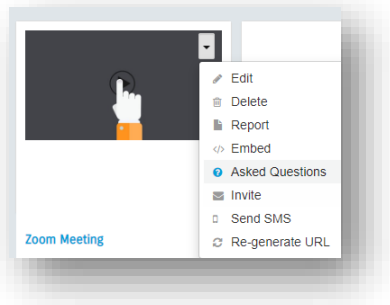 Edit
Delete
Report
Embed
Asked Questions
Invite
Send SMS
Re-generate URL
Zoom Meeting